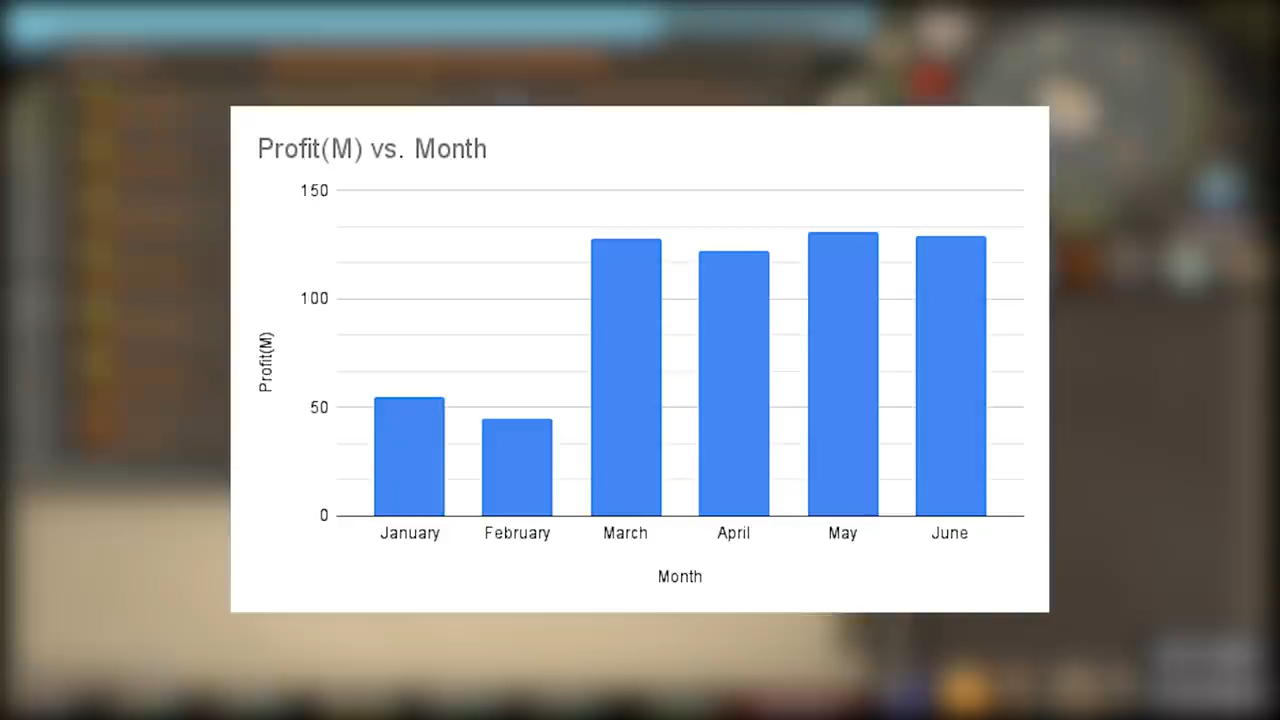 Profit(M) vs. Month
150
100
50
0
Profit(M)
January February March April May June
Month